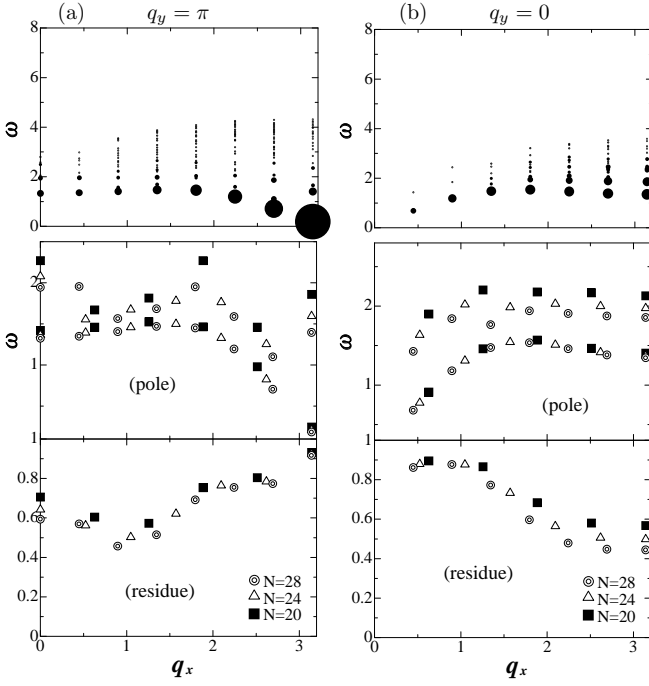 (a) q_y = π
8
6
ω
4
2
0
2
ω
1
(pole)
1
0.8
0.6
0.4
(residue)
0.2
0
N=28
N=24
N=20
0 1 2 3
q_x
(b) q_y = 0
8
6
ω
4
2
0
2
ω
1
(pole)
1
0.8
0.6
0.4
(residue)
0.2
0
N=28
N=24
N=20
0 1 2 3
q_x